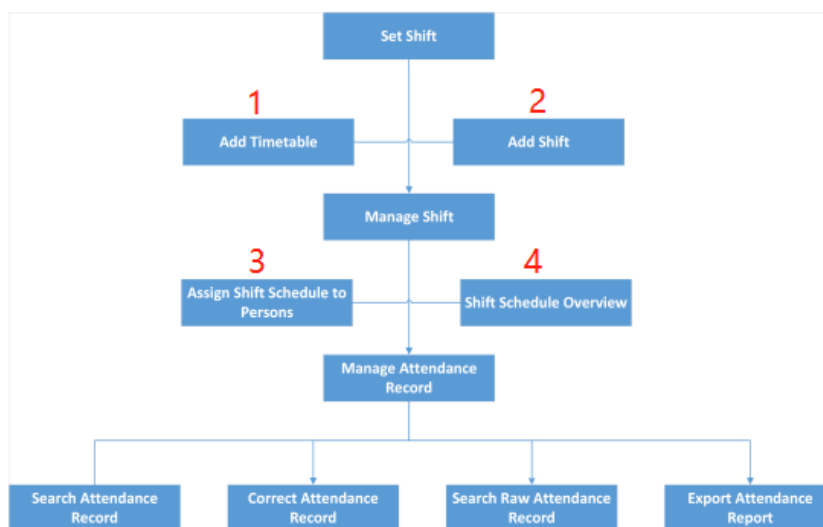 Set Shift
1
2
Add Timetable
Add Shift
Manage Shift
3
4
Assign Shift Schedule to
Persons
Shift Schedule Overview
Manage Attendance
Record
Search Attendance
Record
Correct Attendance
Record
Search Raw Attendance
Record
Export Attendance
Report